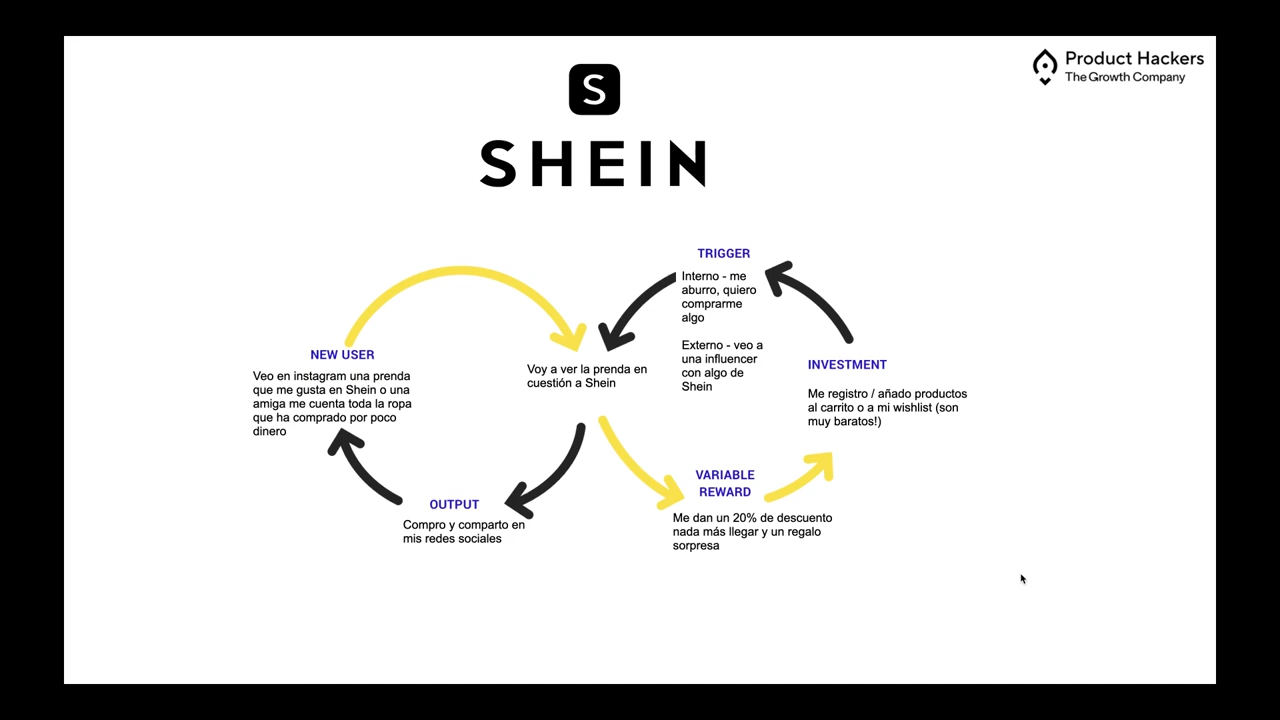 Product Hackers
The Growth Company
S
SHEIN
TRIGGER
Interno - me
aburro, quiero
comprarme
algo
Externo - veo a
una influencer
con algo de
Shein
NEW USER
Veo en instagram una prenda
que me gusta en Shein o una
amiga me cuenta toda la ropa
que ha comprado por poco
dinero
Voy a ver la prenda en
cuestión a Shein
INVESTMENT
Me registro / añado productos
al carrito o a mi wishlist (son
muy baratos!)
OUTPUT
Compro y comparto en
mis redes sociales
VARIABLE
REWARD
Me dan un 20% de descuento
nada más llegar y un regalo
sorpresa